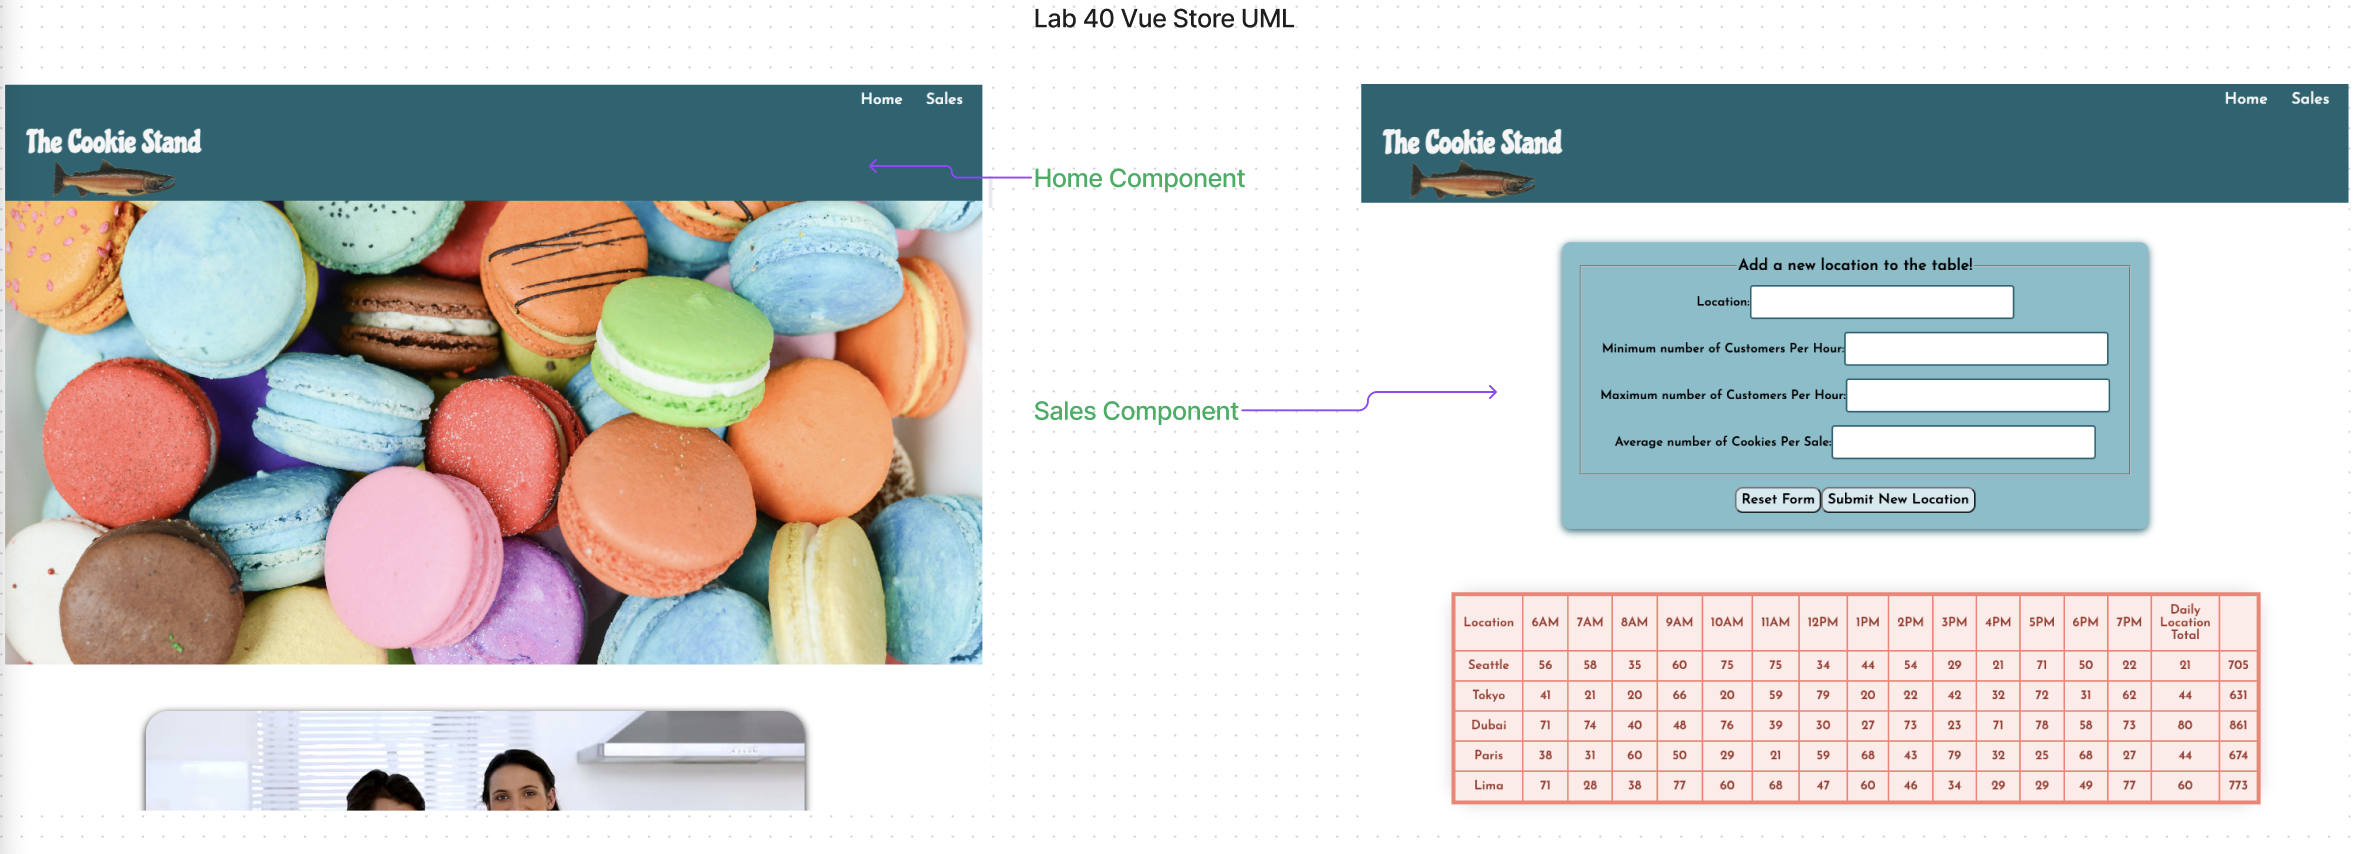 Lab 40 Vue Store UML
Home Sales
The Cookie Stand
Home Component
Sales Component
Home Sales
The Cookie Stand
Add a new location to the table!
Location:
Minimum number of Customers Per Hour:
Maximum number of Customers Per Hour:
Average number of Cookies Per Sale:
Reset Form Submit New Location
Location 6AM 7AM 8AM 9AM 10AM 11AM 12PM 1PM 2PM 3PM 4PM 5PM 6PM 7PM Daily Location Total
Seattle 56 58 35 60 75 75 34 44 54 29 21 71 50 22 21 705
Tokyo 41 21 20 66 20 59 79 20 22 42 32 72 31 62 44 631
Dubai 71 74 40 48 76 39 30 27 73 23 71 78 58 73 80 861
Paris 38 31 60 50 29 21 59 68 43 79 32 25 68 27 44 674
Lima 71 28 38 77 60 68 47 60 46 34 29 29 49 77 60 773